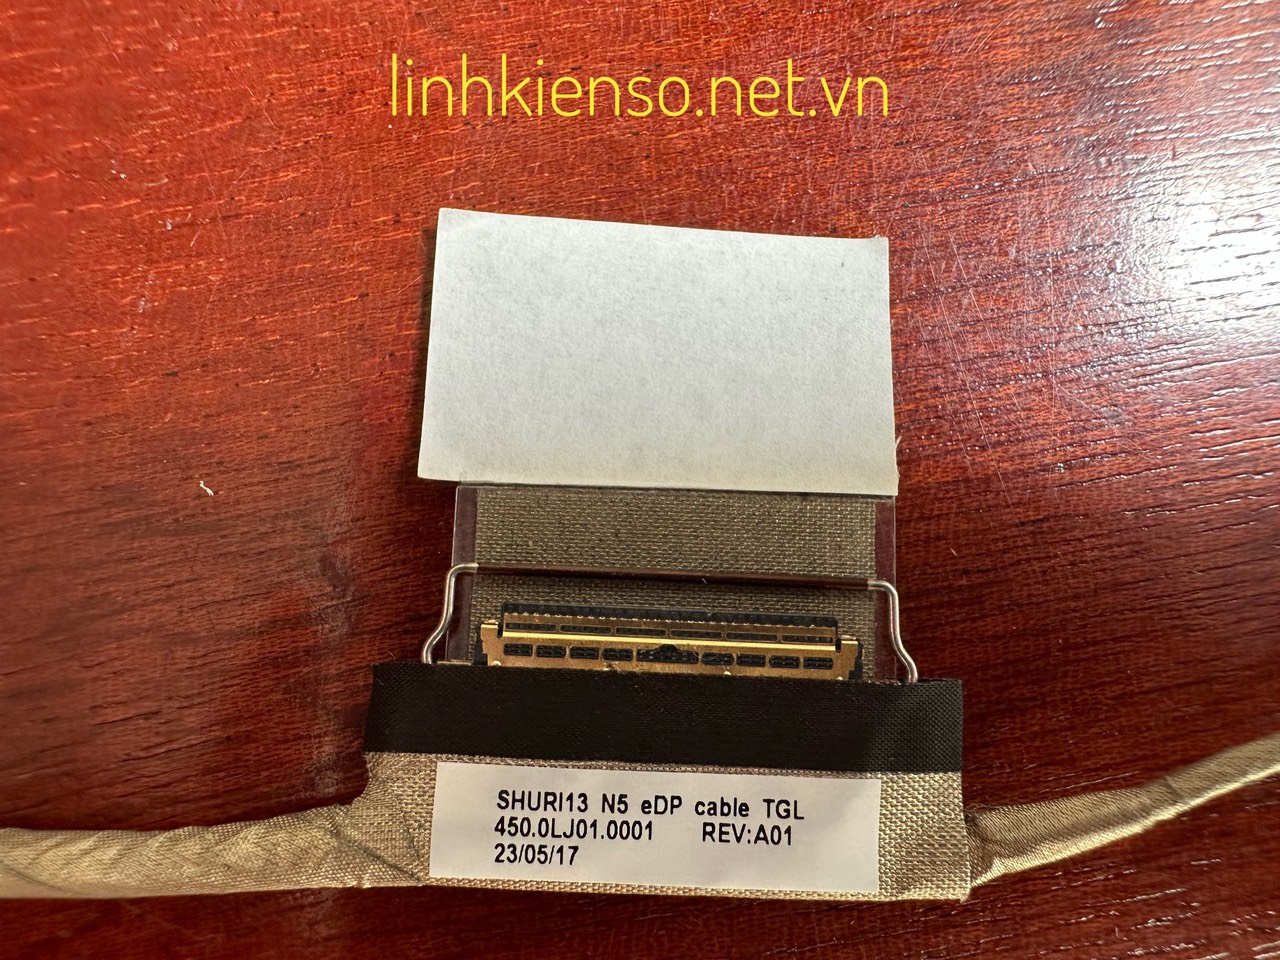 linhkienso.net.vn
SHURI13 N5 eDP cable TGL
450.0LJ01.0001 REV:A01
23/05/17